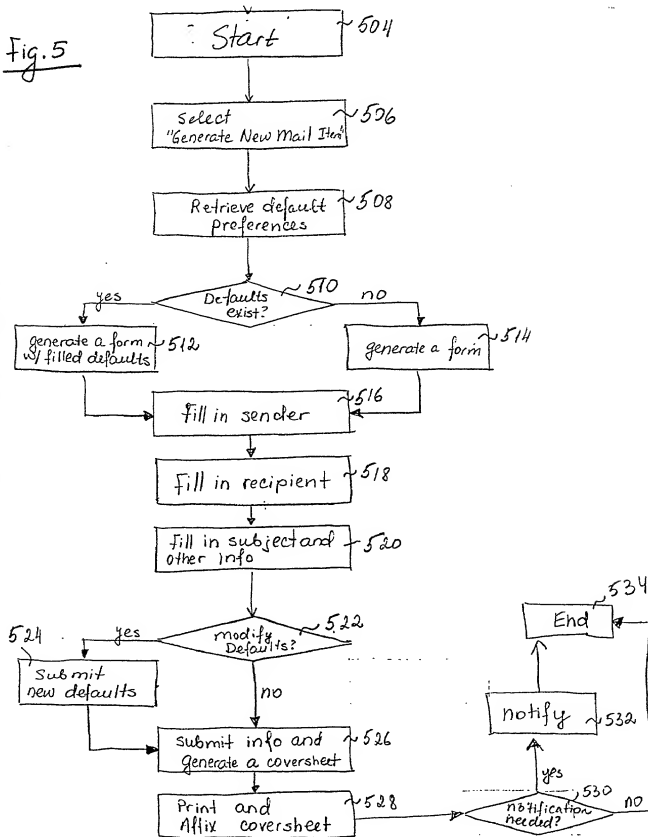 Fig. 5
Start
504
Select
"Generate New Mail Item"
506
Retrieve default
preferences
508
Defaults
exist?
510
yes
no
generate a form
w/ filled defaults
512
generate a form
514
fill in sender
516
Fill in recipient
518
fill in subject and
other info
520
modify
Defaults?
522
yes
no
524
Submit
new defaults
submit info and
generate a coversheet
526
Print and
Affix coversheet
528
notification
needed?
530
yes
no
notify
532
End
534